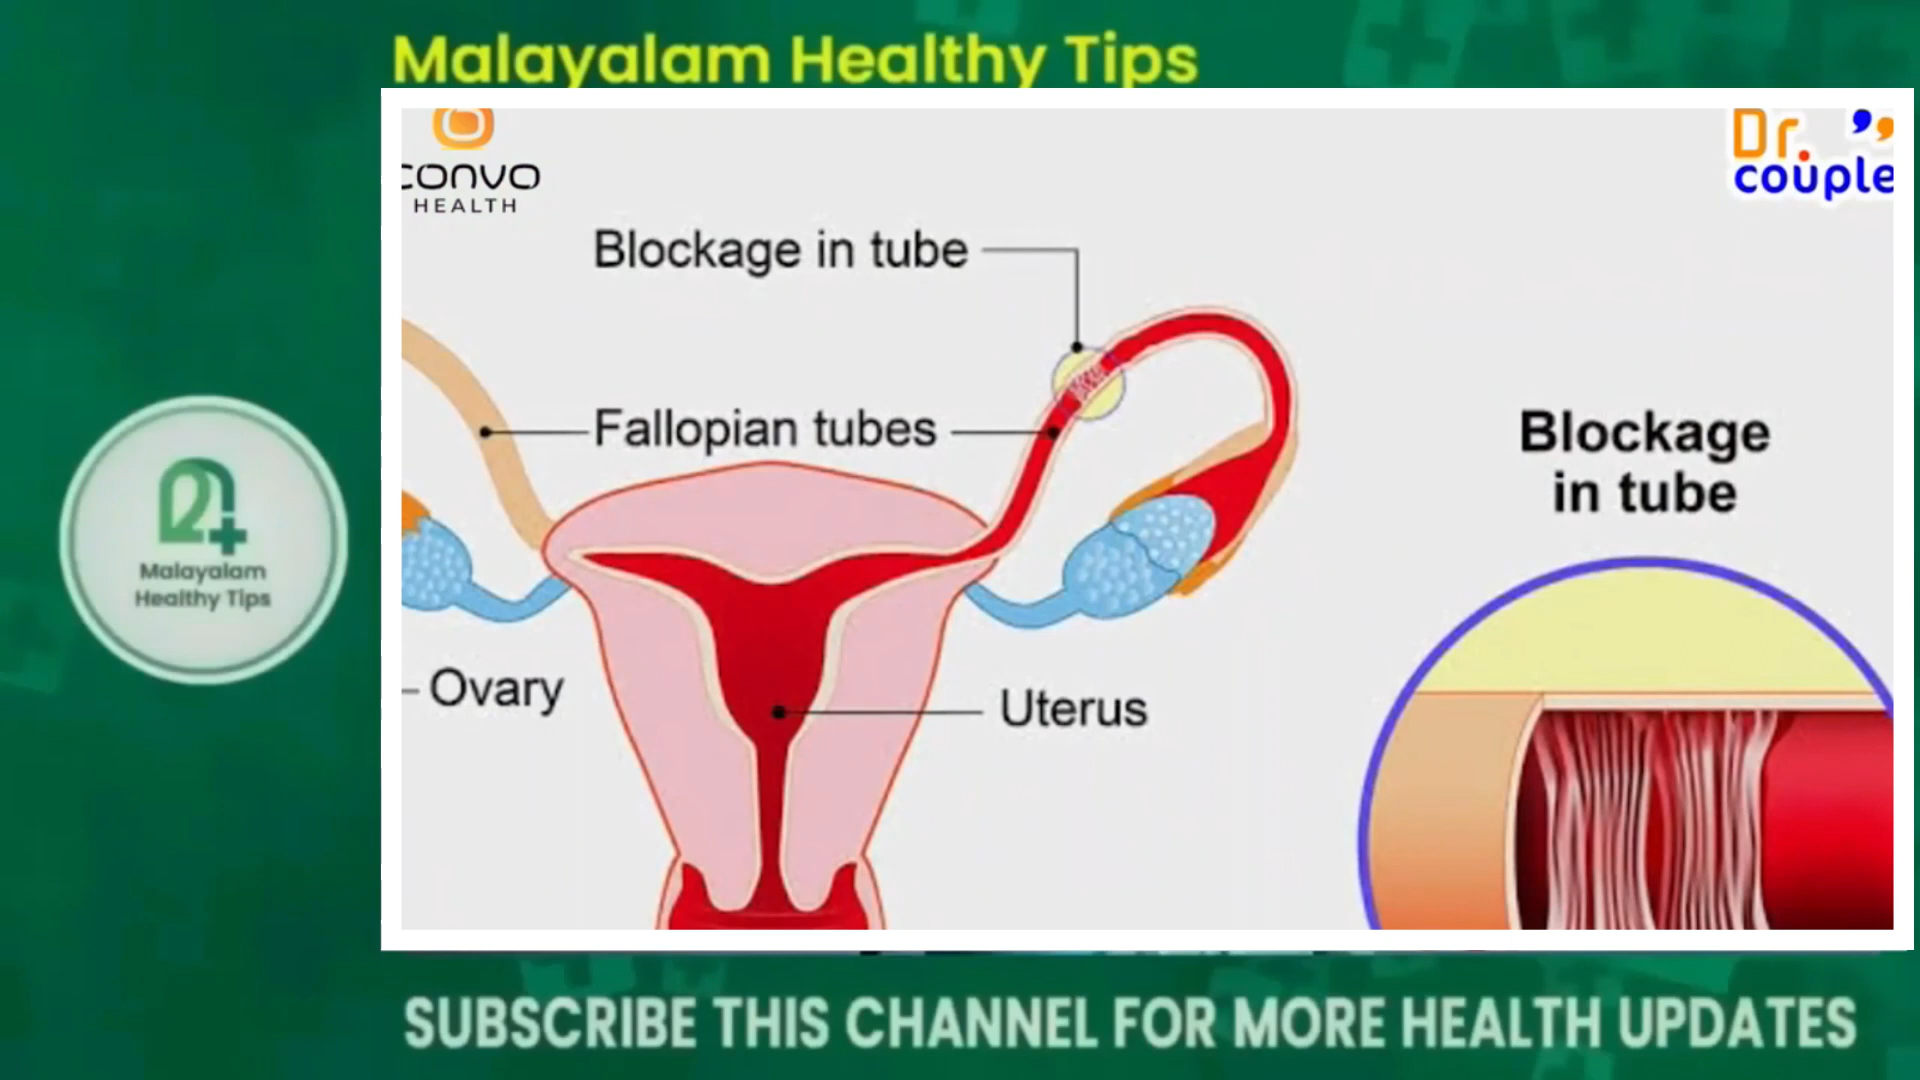 Malayalam Healthy Tips
CONVO
HEALTH
Dr.
couple
Blockage in tube
Fallopian tubes
Blockage
in tube
Malayalam
Healthy Tips
Ovary
Uterus
SUBSCRIBE THIS CHANNEL FOR MORE HEALTH UPDATES